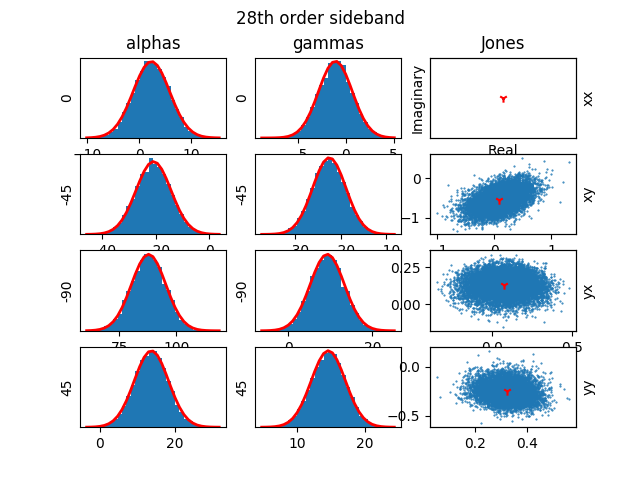 28th order sideband
alphas gammas Jones
0 0 Imaginary xx
−10 0 10 −5 0 5 Real
-45 -45 0 −1 xy
−40 −20 0 −30 −20 −10 −1 0 1
-90 -90 0.25 0.00 yx
75 100 0 20 0.0 0.5
45 45 0.0 −0.5 yy
0 20 10 20 0.2 0.4